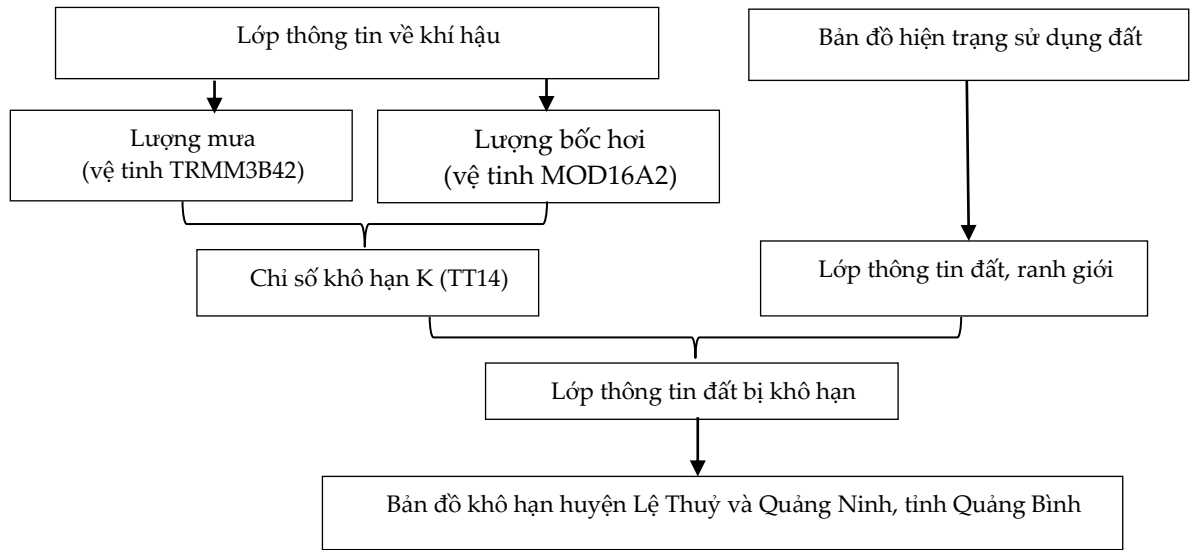 Lớp thông tin về khí hậu
Bản đồ hiện trạng sử dụng đất
Lượng mưa
(vệ tinh TRMM3B42)
Lượng bốc hơi
(vệ tinh MOD16A2)
Chỉ số khô hạn K (TT14)
Lớp thông tin đất, ranh giới
Lớp thông tin đất bị khô hạn
Bản đồ khô hạn huyện Lệ Thuỷ và Quảng Ninh, tỉnh Quảng Bình